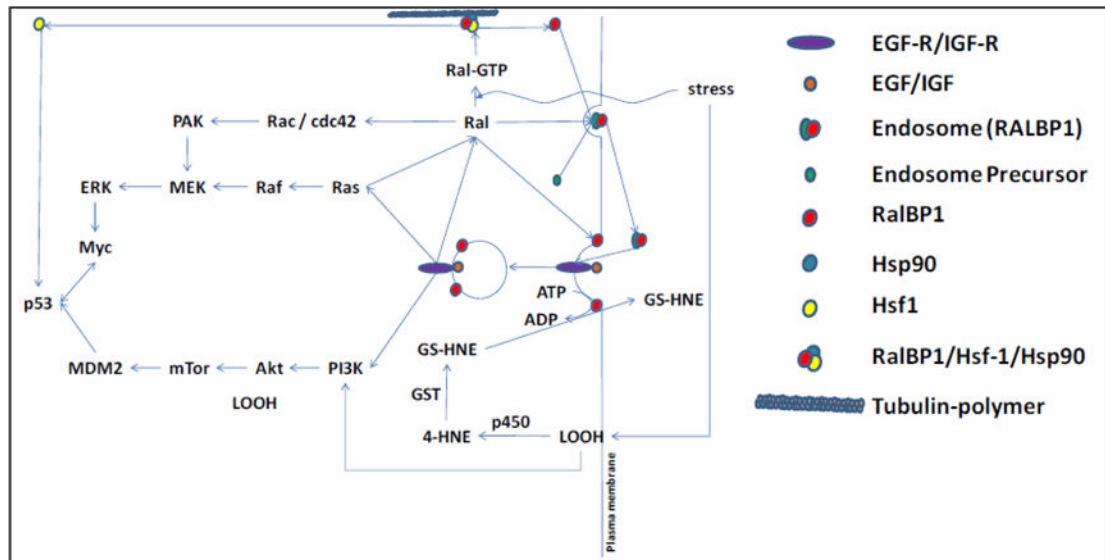 Ral-GTP
stress
PAK
Rac / cdc42
Ral
ERK
MEK
Raf
Ras
Myc
p53
ATP
ADP
GS-HNE
GS-HNE
MDM2
mTor
Akt
PI3K
LOOH
GST
p450
4-HNE
LOOH
Plasma membrane
EGF-R/IGF-R
EGF/IGF
Endosome (RALBP1)
Endosome Precursor
RalBP1
Hsp90
Hsf1
RalBP1/Hsf-1/Hsp90
Tubulin-polymer